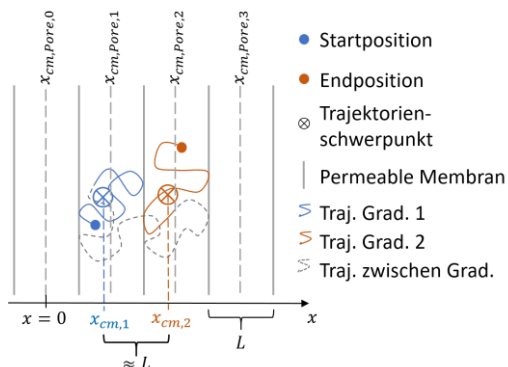 x_{cm,Pore,0}
x_{cm,Pore,1}
x_{cm,Pore,2}
x_{cm,Pore,3}
Startposition
Endposition
Trajektorien-
schwerpunkt
Permeable Membran
Traj. Grad. 1
Traj. Grad. 2
Traj. zwischen Grad.
x = 0
x_{cm,1}
x_{cm,2}
x
≈ L
L